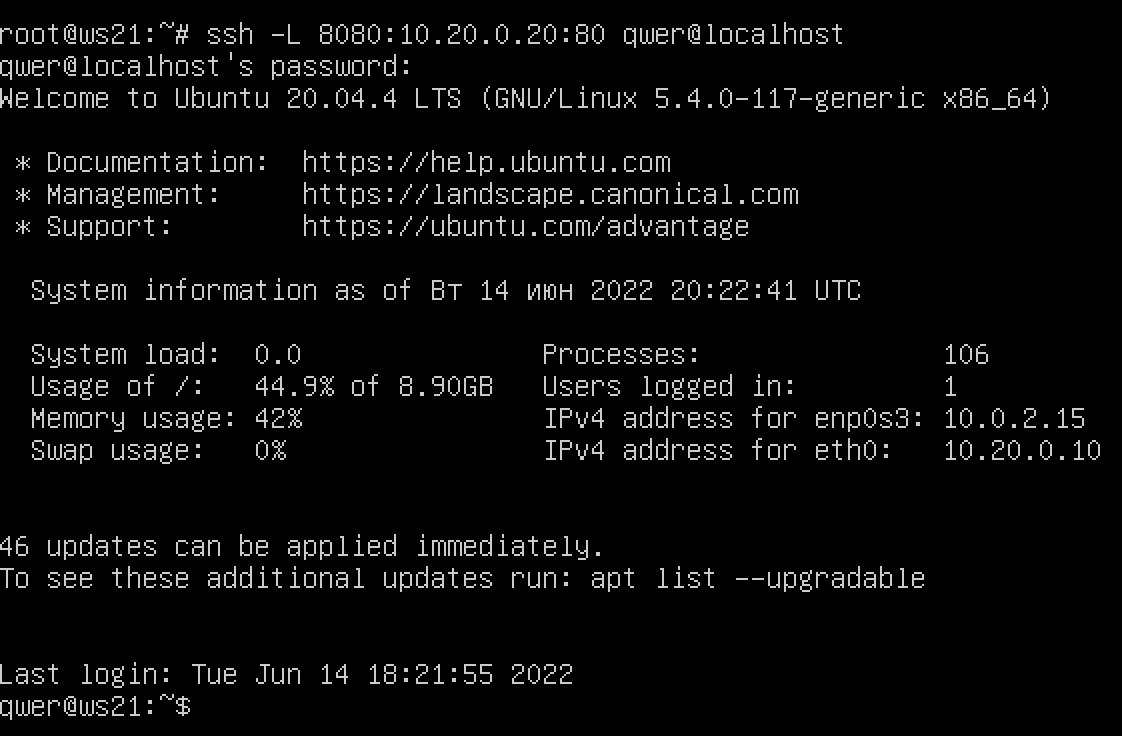 root@ws21:~# ssh -L 8080:10.20.0.20:80 qwer@localhost
qwer@localhost's password:
Welcome to Ubuntu 20.04.4 LTS (GNU/Linux 5.4.0-117-generic x86_64)

 * Documentation:  https://help.ubuntu.com
 * Management:     https://landscape.canonical.com
 * Support:        https://ubuntu.com/advantage

  System information as of Вт 14 июн 2022 20:22:41 UTC

  System load:  0.0               Processes:               106
  Usage of /:   44.9% of 8.90GB   Users logged in:         1
  Memory usage: 42%               IPv4 address for enp0s3: 10.0.2.15
  Swap usage:   0%                IPv4 address for eth0:   10.20.0.10


46 updates can be applied immediately.
To see these additional updates run: apt list --upgradable


Last login: Tue Jun 14 18:21:55 2022
qwer@ws21:~$